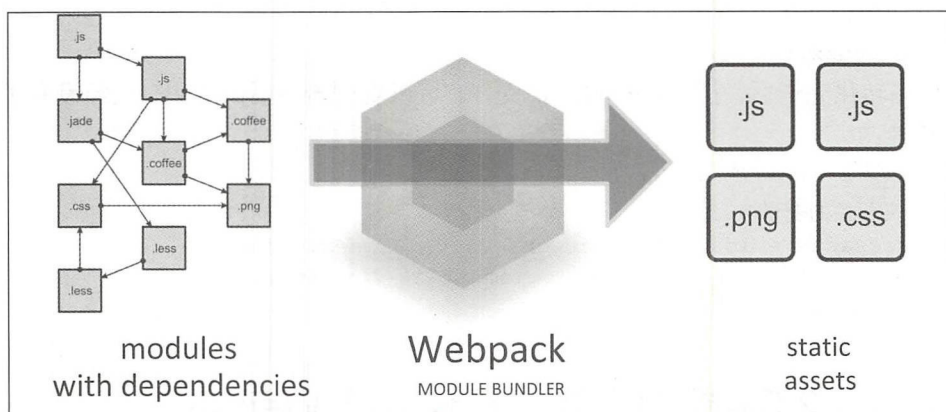 .js
.js
.jade
.coffee
.coffee
.css
.png
.less
.less
modules
with dependencies
Webpack
MODULE BUNDLER
.js
.js
.png
.css
static
assets